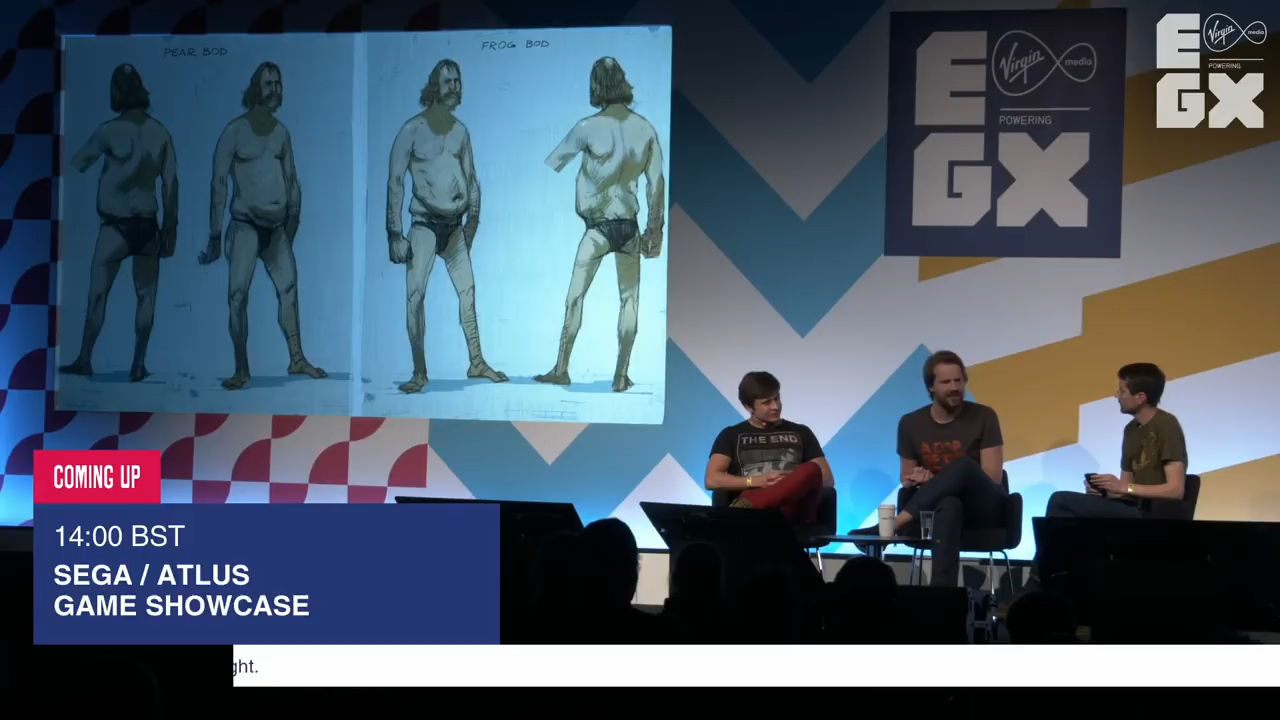 PEAR BOD
FROG BOD
E
GX
Virgin media
POWERING
E
GX
Virgin media
POWERING
THE END
COMING UP
14:00 BST
SEGA / ATLUS
GAME SHOWCASE
ght.